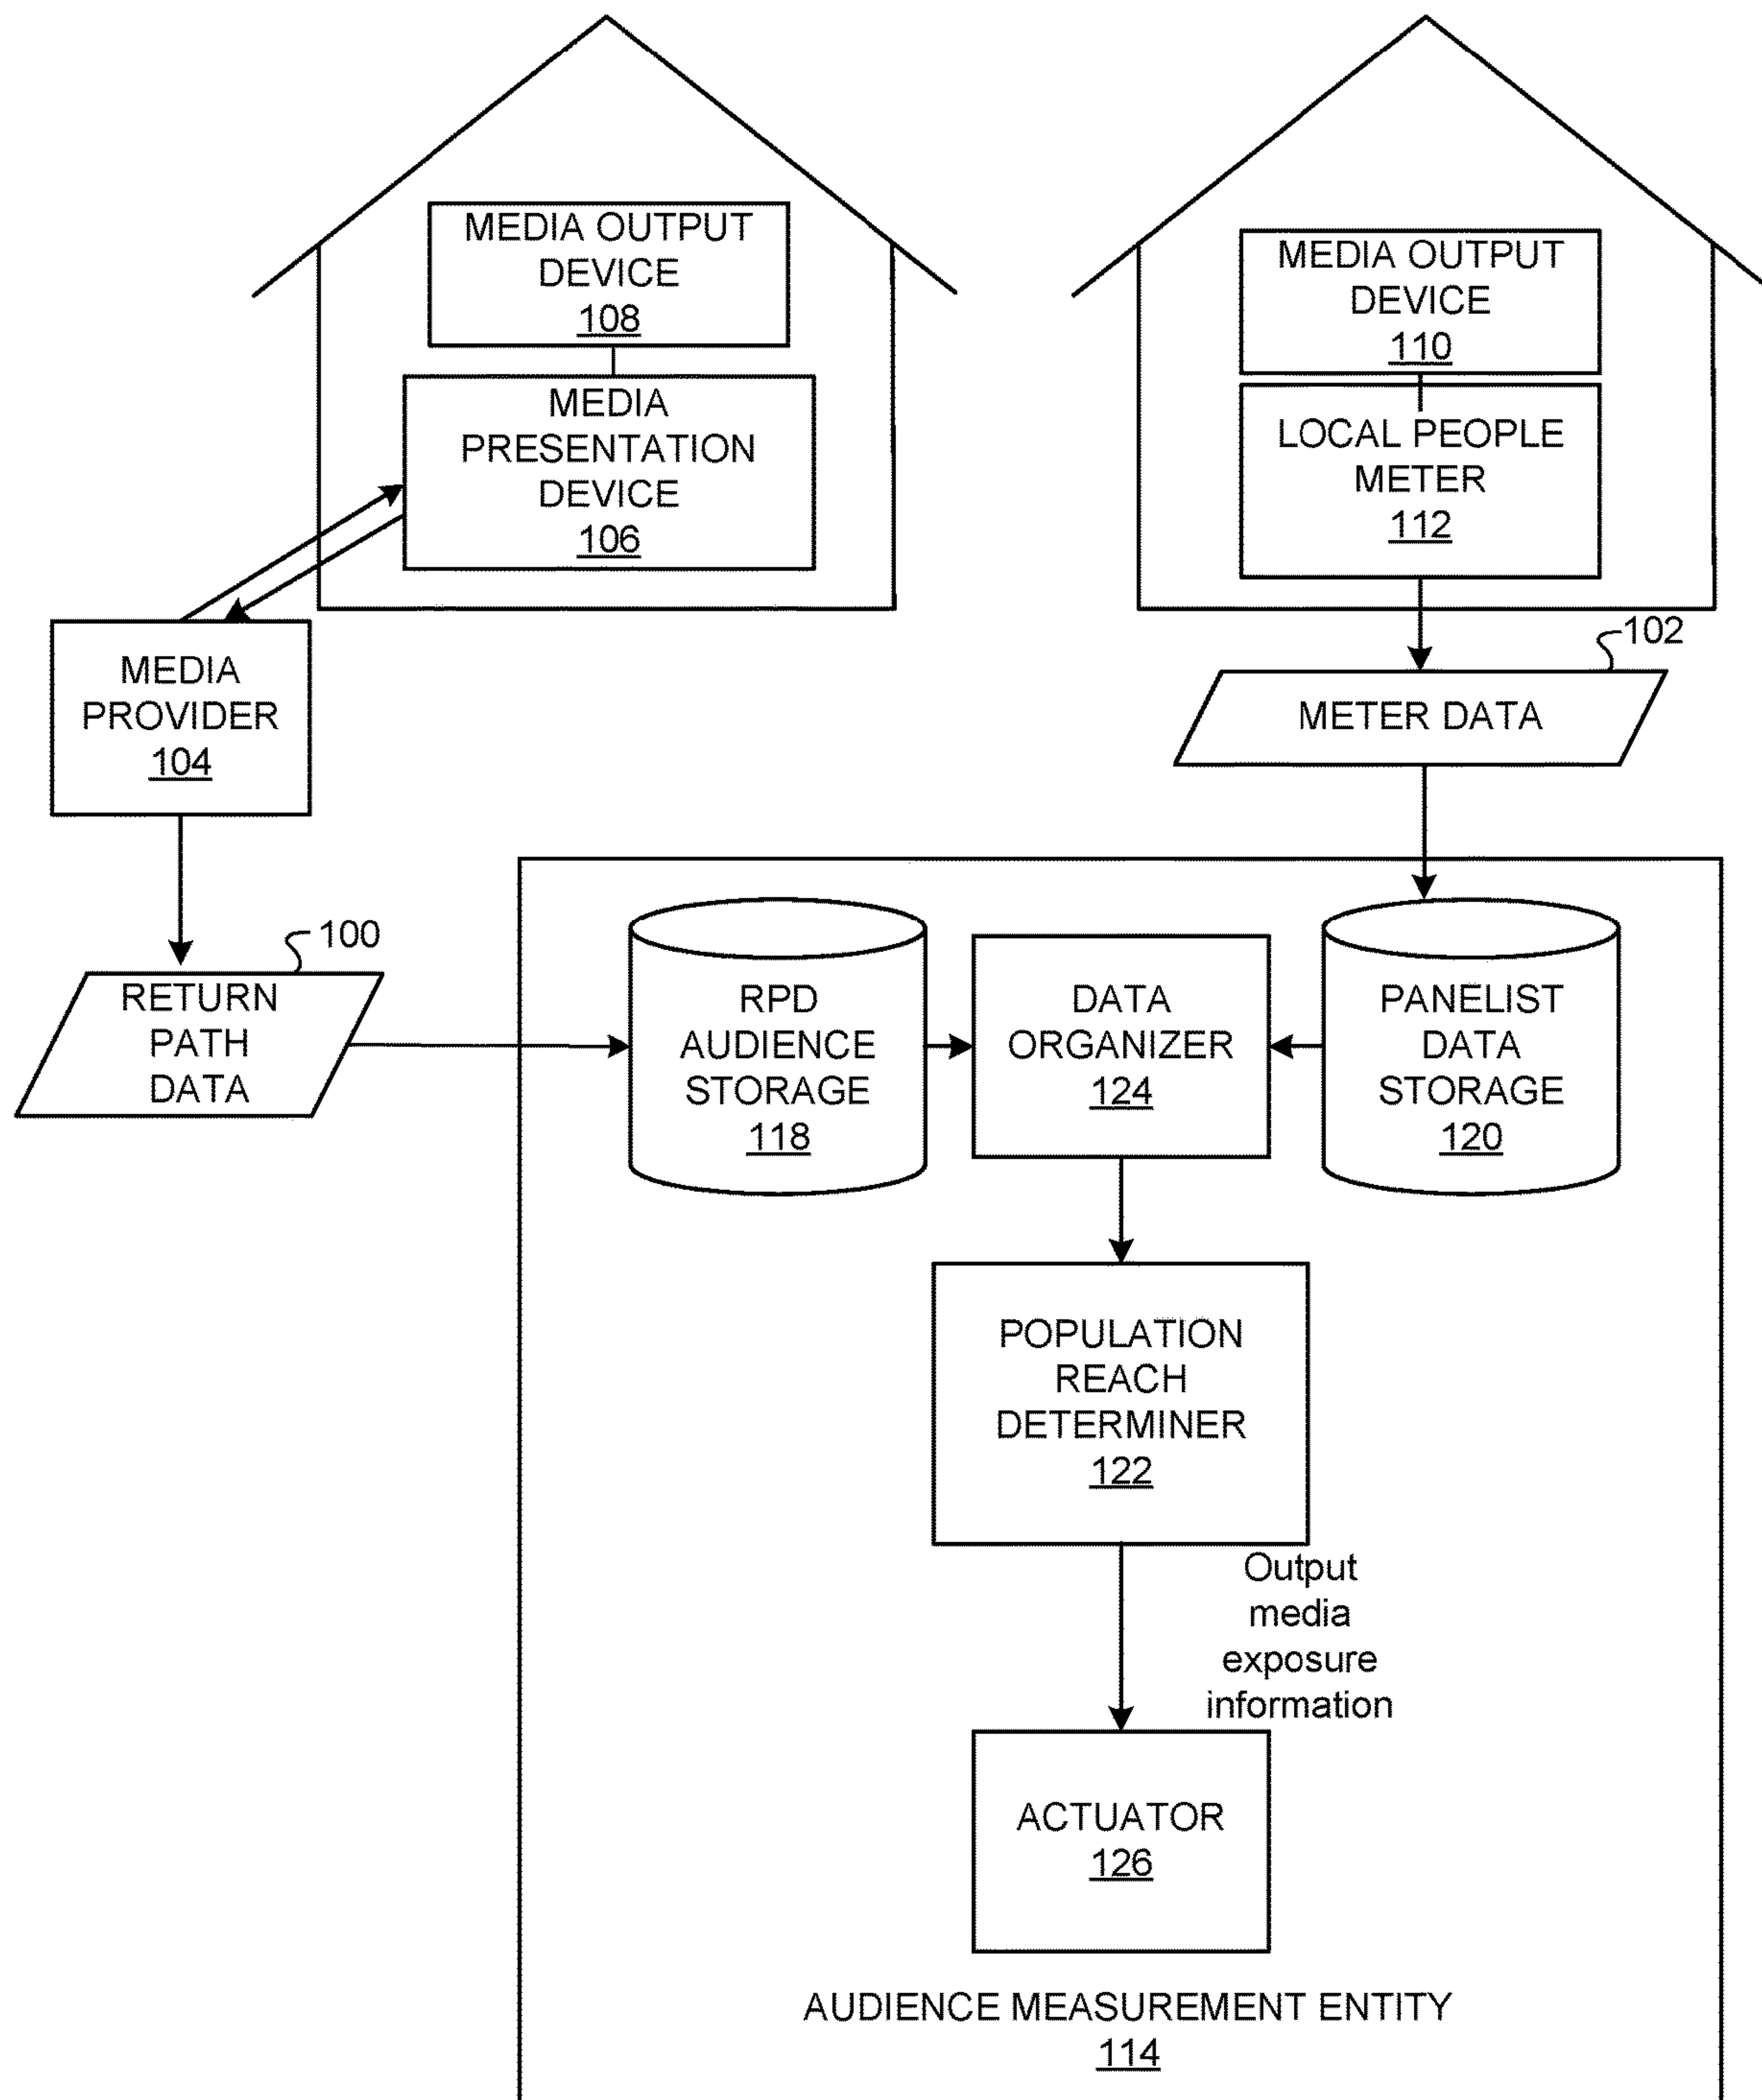 MEDIA OUTPUT
DEVICE
108
MEDIA
PRESENTATION
DEVICE
106
MEDIA OUTPUT
DEVICE
110
LOCAL PEOPLE
METER
112
MEDIA
PROVIDER
104
102
METER DATA
100
RETURN
PATH
DATA
RPD
AUDIENCE
STORAGE
118
DATA
ORGANIZER
124
PANELIST
DATA
STORAGE
120
POPULATION
REACH
DETERMINER
122
Output
media
exposure
information
ACTUATOR
126
AUDIENCE MEASUREMENT ENTITY
114